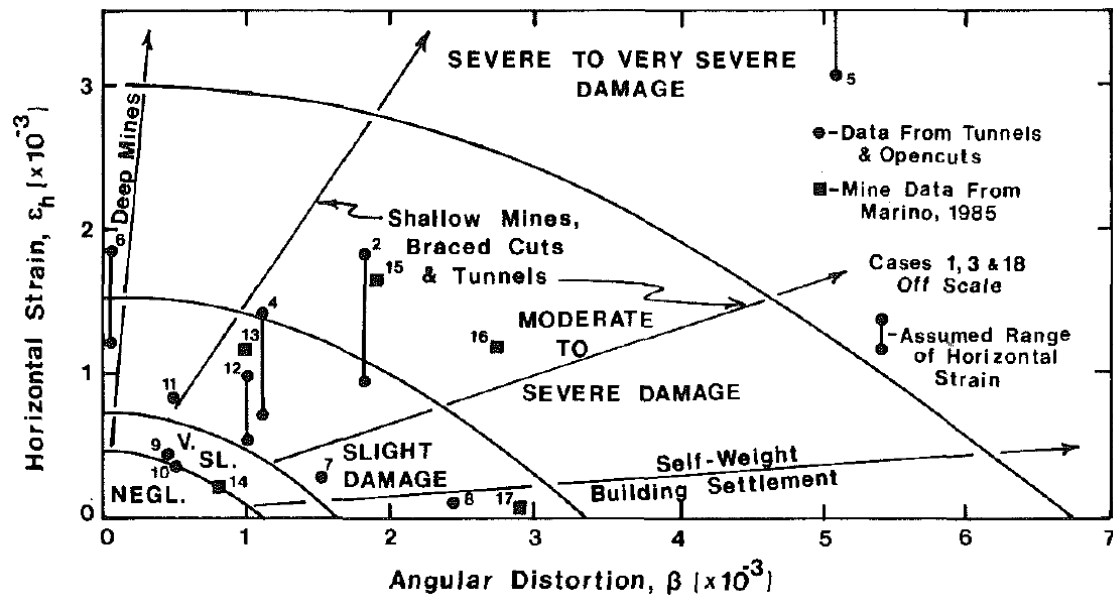 SEVERE TO VERY SEVERE
DAMAGE
5
-Data From Tunnels
& Opencuts
-Mine Data From
Marino, 1985
Cases 1, 3 & 18
Off Scale
-Assumed Range
of Horizontal
Strain
Deep Mines
6
Shallow Mines,
Braced Cuts
& Tunnels
2
15
4
13
12
16
MODERATE
TO
SEVERE DAMAGE
11
9
V.
SL.
10
14
NEGL.
SLIGHT
DAMAGE
7
8
17
Self-Weight
Building Settlement
3
2
1
0
0
1
2
3
4
5
6
7
Horizontal Strain, εh (×10-3)
Angular Distortion, β (×10-3)